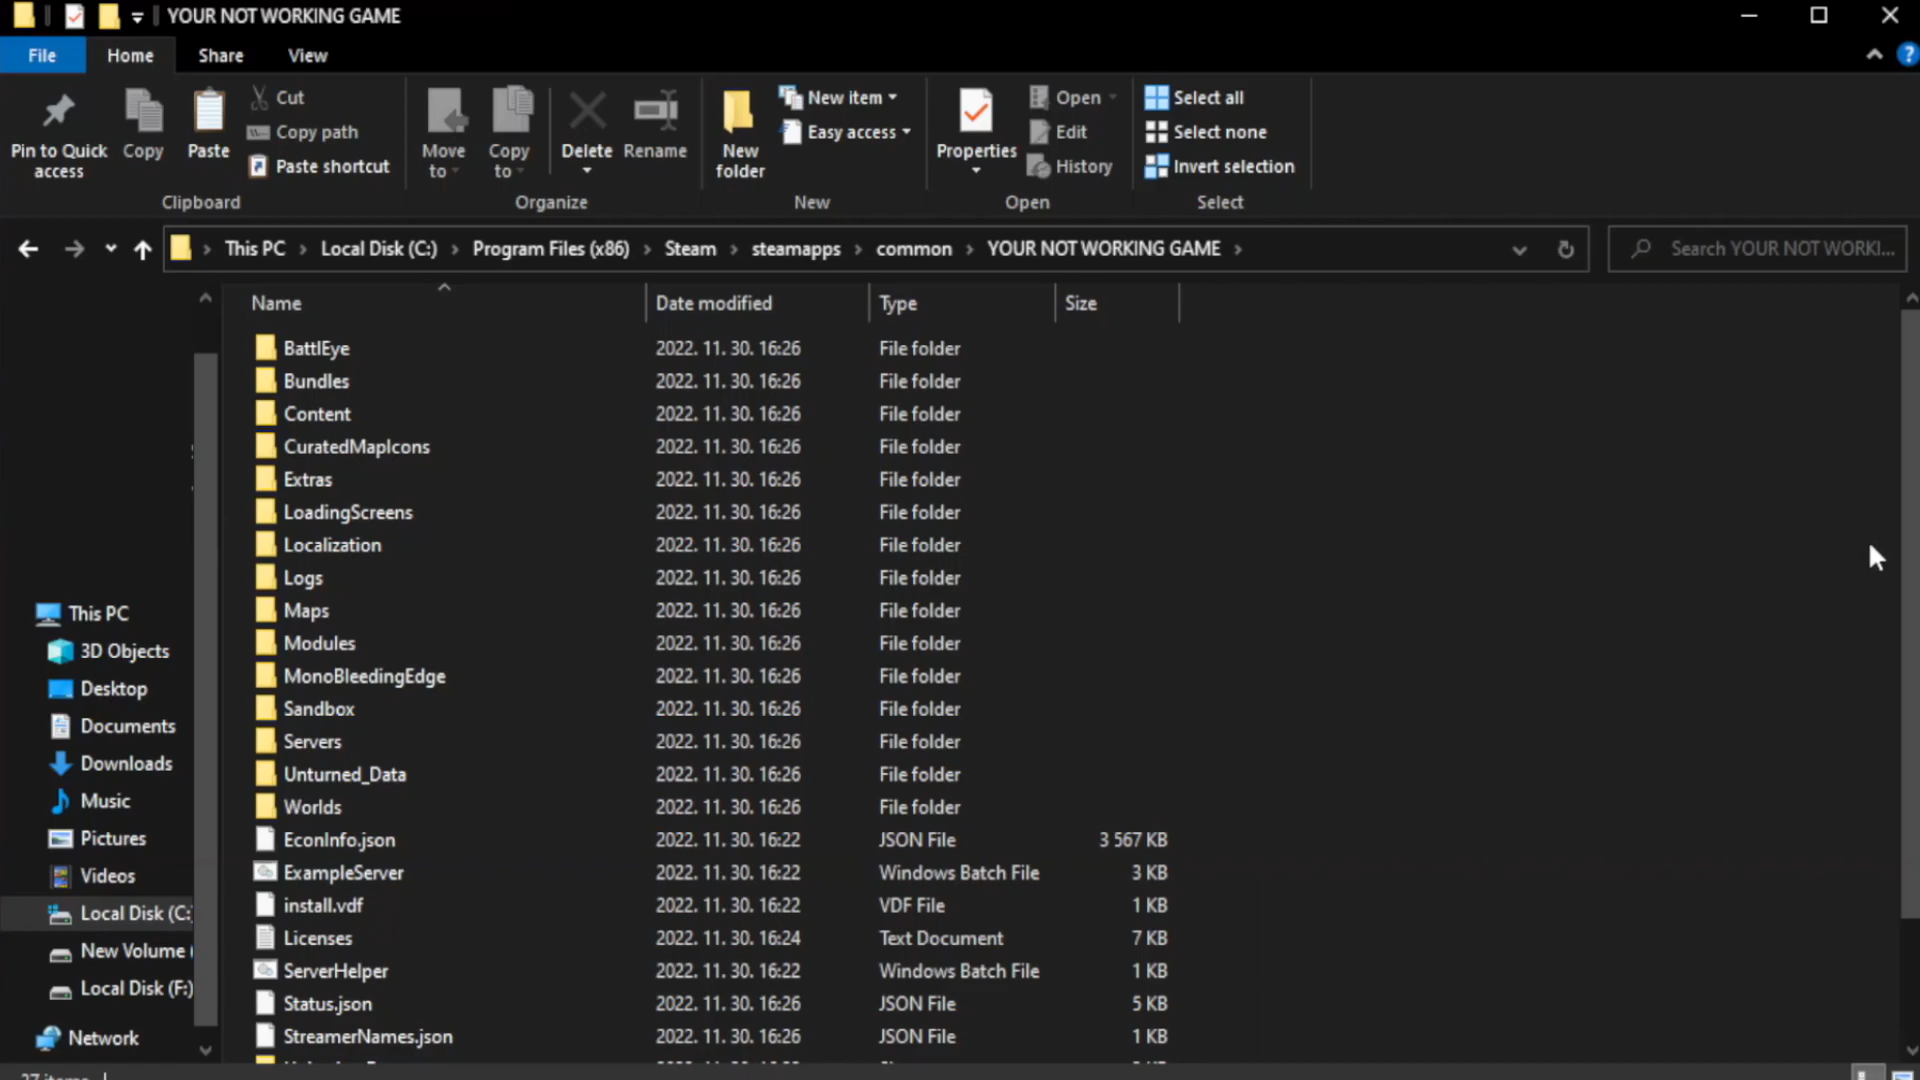 YOUR NOT WORKING GAME
File Home Share View
Pin to Quick access
Copy
Paste
Cut
Copy path
Paste shortcut
Clipboard
Move to
Copy to
Delete
Rename
Organize
New folder
New item
Easy access
New
Properties
Open
Edit
History
Open
Select all
Select none
Invert selection
Select
This PC Local Disk (C:) Program Files (x86) Steam steamapps common YOUR NOT WORKING GAME
Search YOUR NOT WORKI...
This PC
3D Objects
Desktop
Documents
Downloads
Music
Pictures
Videos
Local Disk (C:
New Volume (
Local Disk (F:)
Network
Name Date modified Type Size
BattlEye 2022. 11. 30. 16:26 File folder
Bundles 2022. 11. 30. 16:26 File folder
Content 2022. 11. 30. 16:26 File folder
CuratedMapIcons 2022. 11. 30. 16:26 File folder
Extras 2022. 11. 30. 16:26 File folder
LoadingScreens 2022. 11. 30. 16:26 File folder
Localization 2022. 11. 30. 16:26 File folder
Logs 2022. 11. 30. 16:26 File folder
Maps 2022. 11. 30. 16:26 File folder
Modules 2022. 11. 30. 16:26 File folder
MonoBleedingEdge 2022. 11. 30. 16:26 File folder
Sandbox 2022. 11. 30. 16:26 File folder
Servers 2022. 11. 30. 16:26 File folder
Unturned_Data 2022. 11. 30. 16:26 File folder
Worlds 2022. 11. 30. 16:26 File folder
EconInfo.json 2022. 11. 30. 16:22 JSON File 3 567 KB
ExampleServer 2022. 11. 30. 16:22 Windows Batch File 3 KB
install.vdf 2022. 11. 30. 16:22 VDF File 1 KB
Licenses 2022. 11. 30. 16:24 Text Document 7 KB
ServerHelper 2022. 11. 30. 16:22 Windows Batch File 1 KB
Status.json 2022. 11. 30. 16:26 JSON File 5 KB
StreamerNames.json 2022. 11. 30. 16:26 JSON File 1 KB